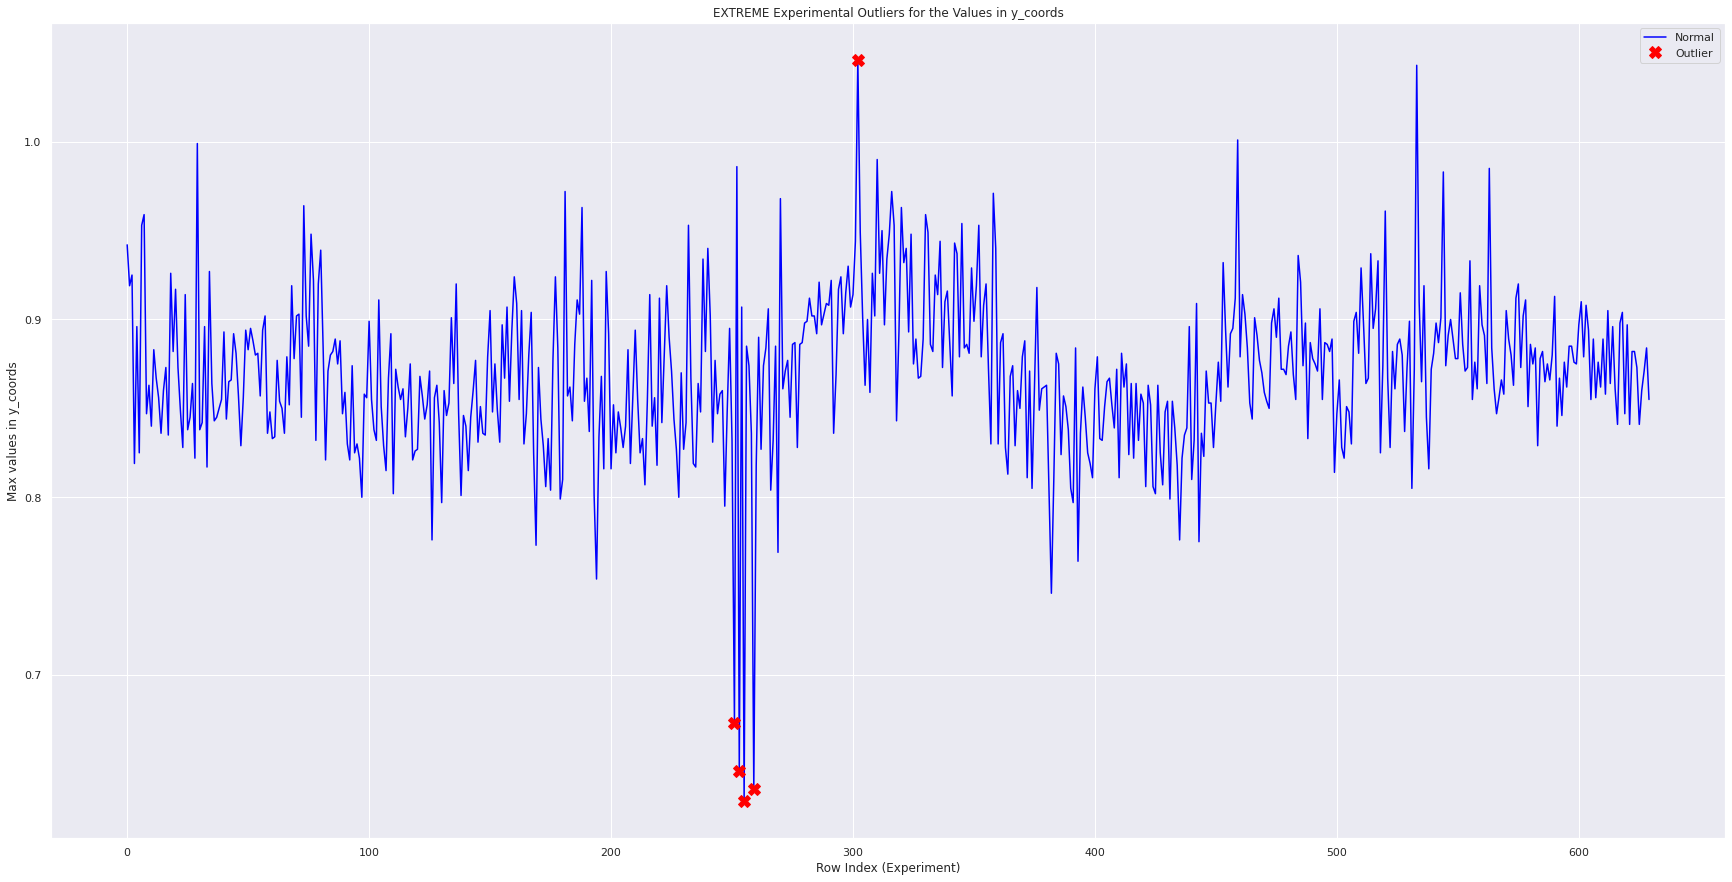 EXTREME Experimental Outliers for the Values in y_coords
Normal
Outlier
Max values in y_coords
1.0
0.9
0.8
0.7
0
100
200
300
400
500
600
Row Index (Experiment)